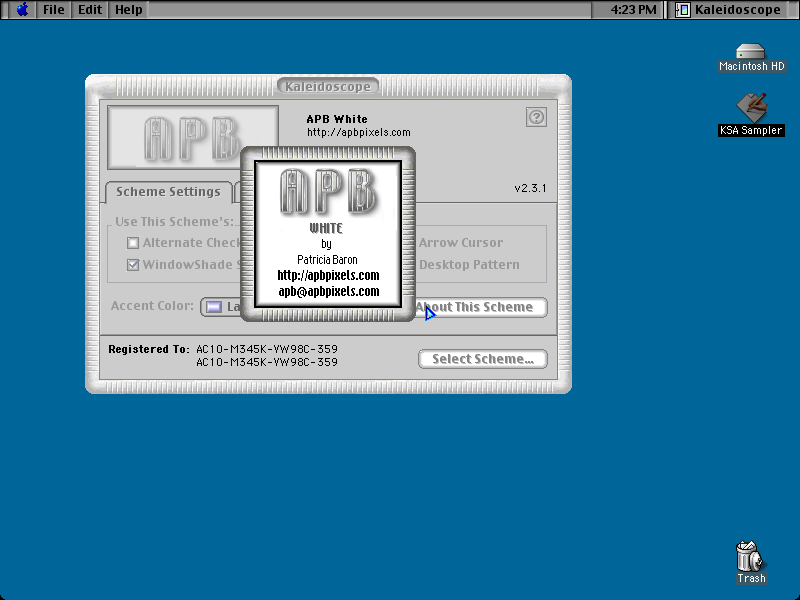 File Edit Help 4:23 PM Kaleidoscope
Macintosh HD
KSA Sampler
Kaleidoscope
APB
APB White
http://apbpixels.com
v2.3.1
Scheme Settings
Use This Scheme's:
Alternate Check
Arrow Cursor
WindowShade S
Desktop Pattern
Accent Color:
La
About This Scheme
APB
WHITE
by
Patricia Baron
http://apbpixels.com
apb@apbpixels.com
Registered To: AC10-M345K-VW98C-359
AC10-M345K-VW98C-359
Select Scheme...
Trash